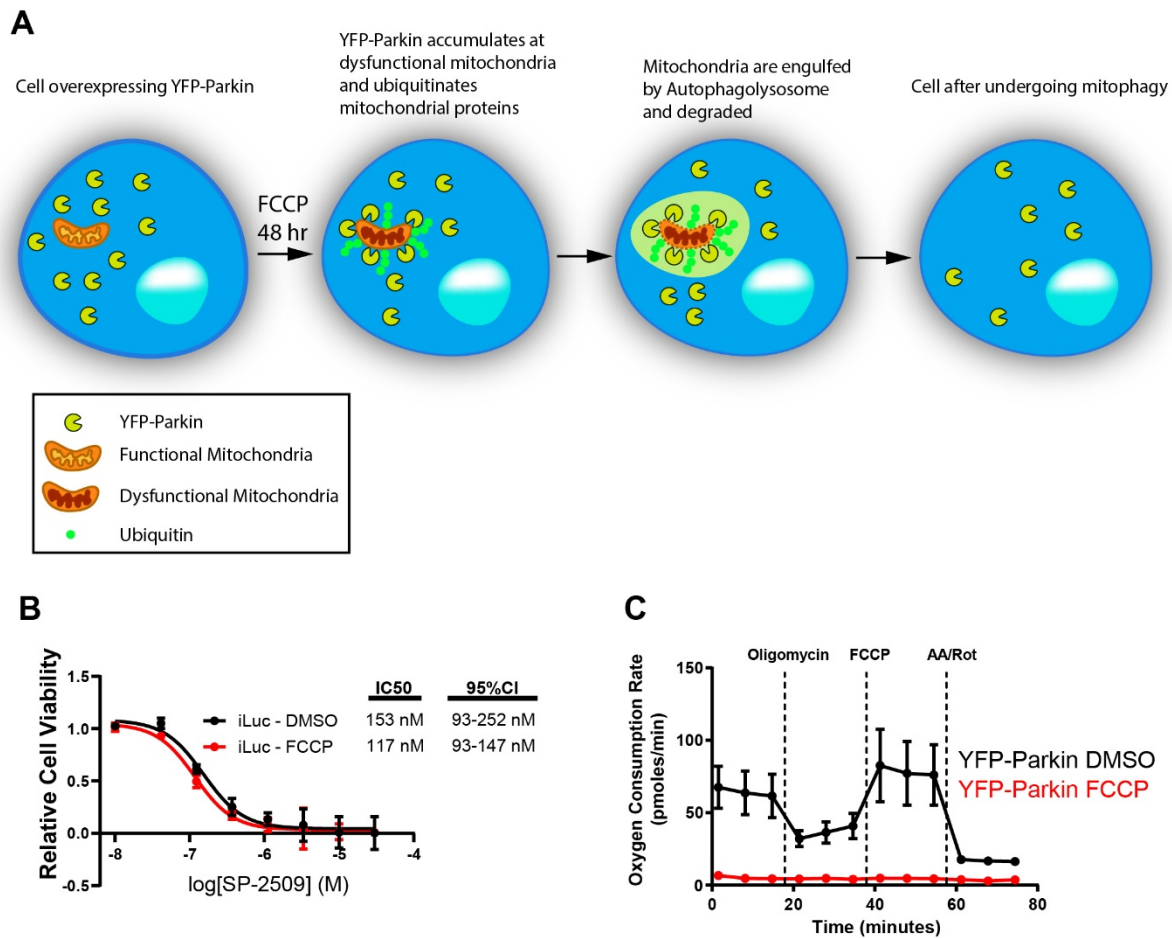 A
Cell overexpressing YFP-Parkin
YFP-Parkin accumulates at
dysfunctional mitochondria
and ubiquitinates
mitochondrial proteins
Mitochondria are engulfed
by Autophagolysosome
and degraded
Cell after undergoing mitophagy
FCCP
48 hr
YFP-Parkin
Functional Mitochondria
Dysfunctional Mitochondria
Ubiquitin
B
Relative Cell Viability
1.5
1.0
0.5
0.0
-0.5
-8
-7
-6
-5
-4
log[SP-2509] (M)
IC50 95%CI
iLuc - DMSO 153 nM 93-252 nM
iLuc - FCCP 117 nM 93-147 nM
C
Oxygen Consumption Rate
(pmoles/min)
150
100
50
0
0
20
40
60
80
Time (minutes)
Oligomycin
FCCP
AA/Rot
YFP-Parkin DMSO
YFP-Parkin FCCP